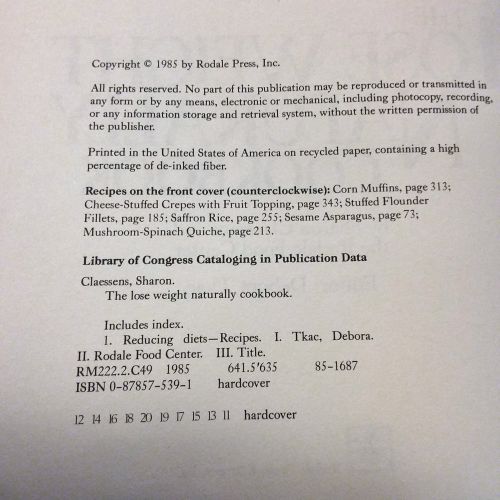 Copyright © 1985 by Rodale Press, Inc.
All rights reserved. No part of this publication may be reproduced or transmitted in
any form or by any means, electronic or mechanical, including photocopy, recording,
or any information storage and retrieval system, without the written permission of
the publisher.
Printed in the United States of America on recycled paper, containing a high
percentage of de-inked fiber.
Recipes on the front cover (counterclockwise): Corn Muffins, page 313;
Cheese-Stuffed Crepes with Fruit Topping, page 343; Stuffed Flounder
Fillets, page 185; Saffron Rice, page 255; Sesame Asparagus, page 73;
Mushroom-Spinach Quiche, page 213.
Library of Congress Cataloging in Publication Data
Claessens, Sharon.
The lose weight naturally cookbook.
Includes index.
1. Reducing diets—Recipes. I. Tkac, Debora.
II. Rodale Food Center. III. Title.
RM222.2.C49 1985 641.5'635 85-1687
ISBN 0-87857-539-1 hardcover
12 14 16 18 20 19 17 15 13 11 hardcover